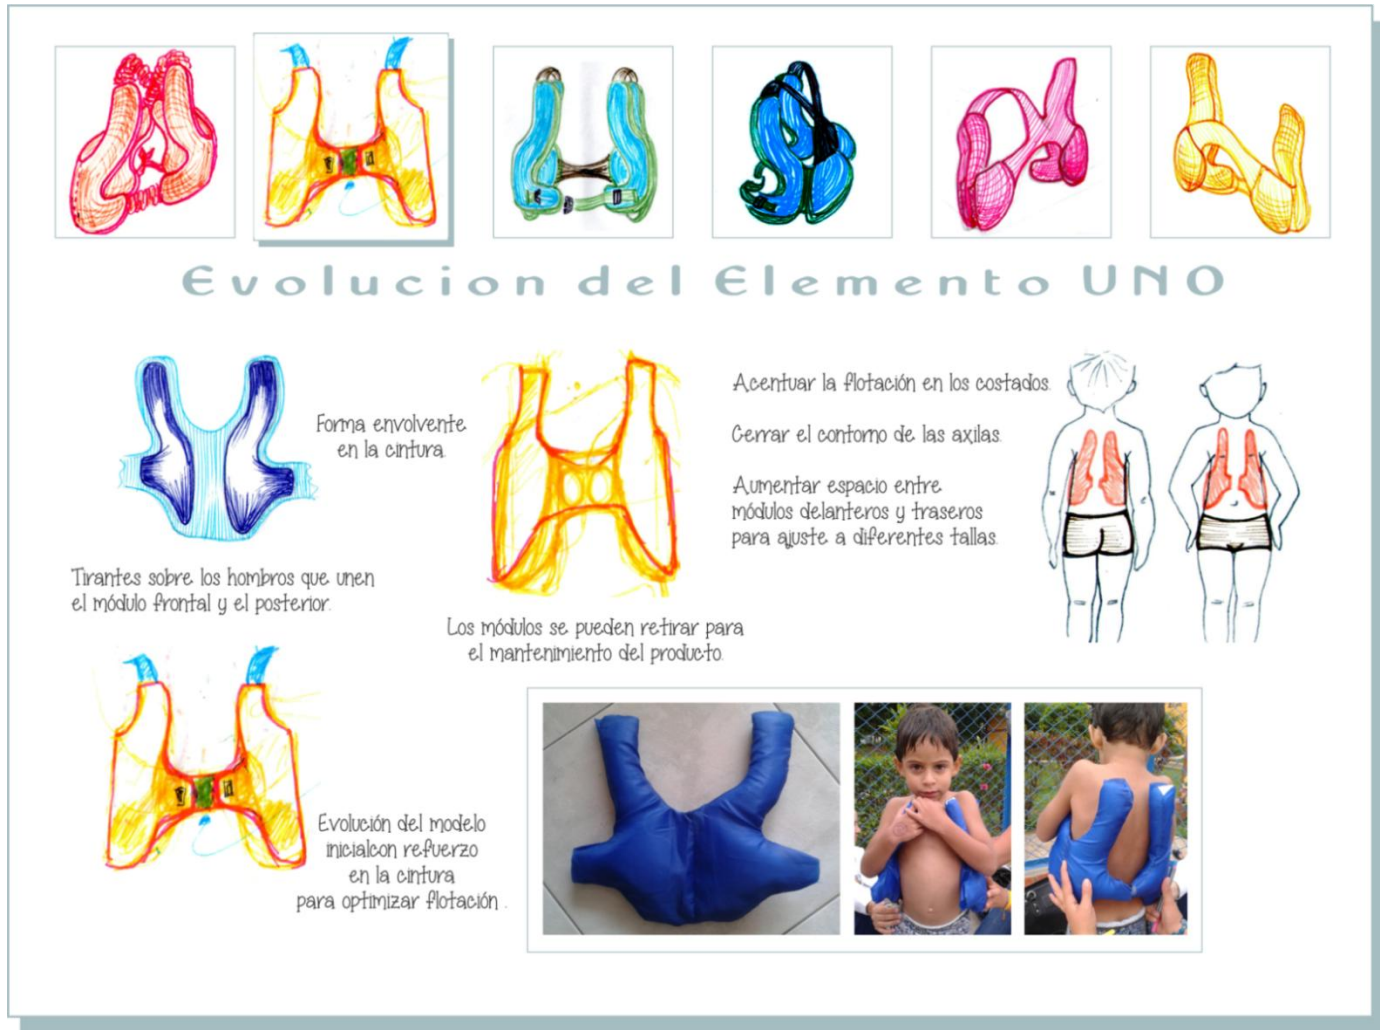 Evolucion del Elemento UNO
Forma envolvente
en la cintura.
Tirantes sobre los hombros que unen
el módulo frontal y el posterior.
Los módulos se pueden retirar para
el mantenimiento del producto.
Acentuar la flotación en los costados.
Cerrar el contorno de las axilas.
Aumentar espacio entre
módulos delanteros y traseros
para ajuste a diferentes tallas.
Evolución del modelo
inicialcon refuerzo
en la cintura
para optimizar flotación .